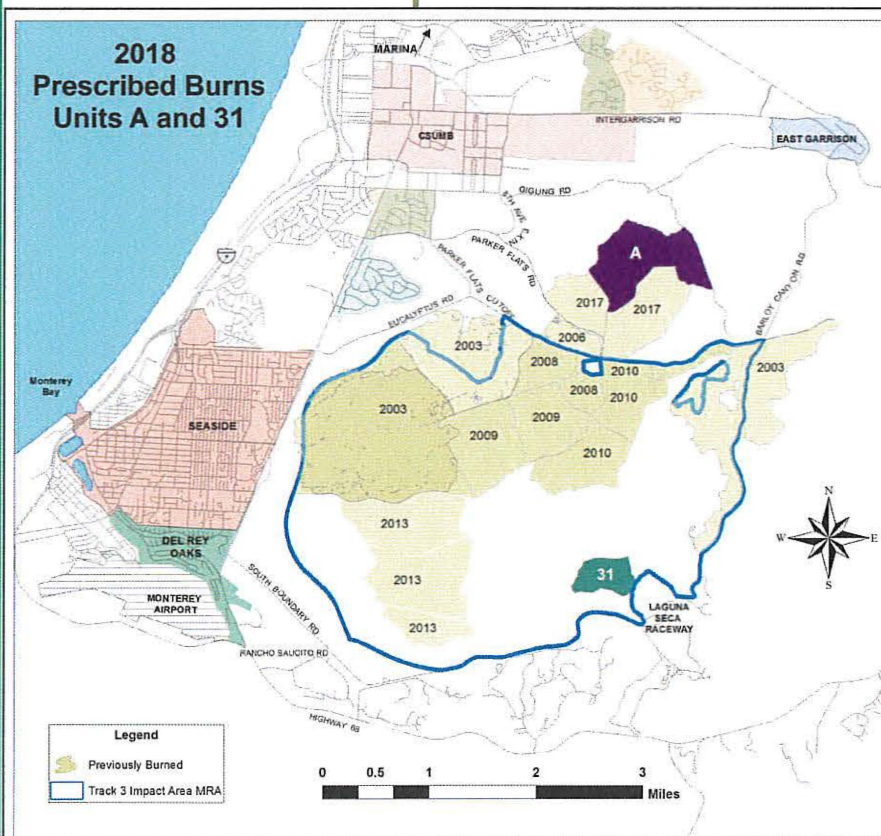 2018
Prescribed Burns
Units A and 31
MARINA
CSUMB
INTERGARRISON RD
EAST GARRISON
GIGLING RD
8TH AVE EXTN
PARKER FLATS RD
PARKER FLATS CUTOFF
EUCALYPTUS RD
BARLOY CANYON RD
A
2017
2017
2006
2003
2008
2010
2003
2008
2010
2003
2009
2009
2010
Monterey
Bay
SEASIDE
2013
DEL REY
OAKS
31
2013
MONTEREY
AIRPORT
SOUTH BOUNDARY RD
LAGUNA
SECA
RACEWAY
2013
RANCHO SAUCITO RD
HIGHWAY 68
N
W
E
S
Legend
Previously Burned
Track 3 Impact Area MRA
0 0.5 1 2 3
Miles